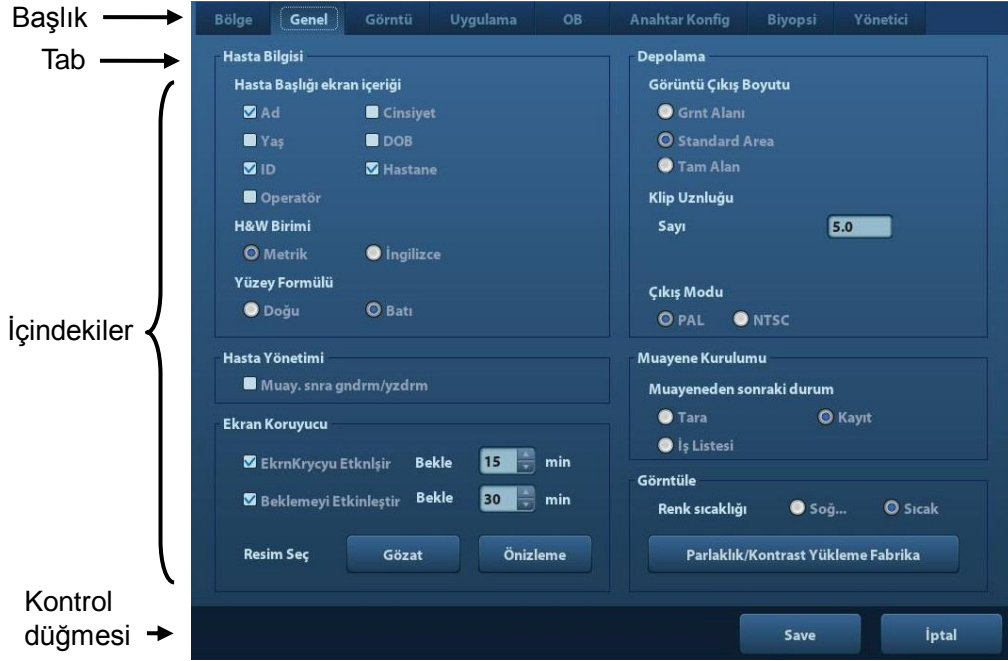 Başlık
Tab
İçindekiler
Kontrol
düğmesi
Bölge Genel Görüntü Uygulama OB Anahtar Konfig Biyopsi Yönetici
Hasta Bilgisi
Hasta Başlığı ekran içeriği
Ad Cinsiyet
Yaş DOB
ID Hastane
Operatör
H&W Birimi
Metrik İngilizce
Yüzey Formülü
Doğu Batı
Hasta Yönetimi
Muay. snra gndrm/yzdrm
Ekran Koruyucu
EkrnKrycyu Etknlşir Bekle 15 min
Beklemeyi Etkinleştir Bekle 30 min
Resim Seç Gözat Önizleme
Depolama
Görüntü Çıkış Boyutu
Grnt Alanı
Standard Area
Tam Alan
Klip Uznluğu
Sayı 5.0
Çıkış Modu
PAL NTSC
Muayene Kurulumu
Muayeneden sonraki durum
Tara Kayıt
İş Listesi
Görntüle
Renk sıcaklığı Soğ... Sıcak
Parlaklık/Kontrast Yükleme Fabrika
Save İptal